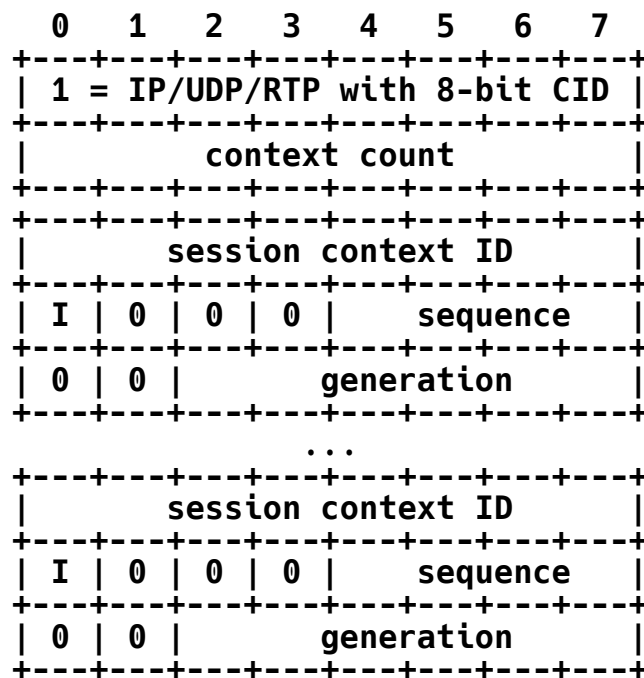 0   1   2   3   4   5   6   7
+---+---+---+---+---+---+---+---+
| 1 = IP/UDP/RTP with 8-bit CID |
+---+---+---+---+---+---+---+---+
|         context count         |
+---+---+---+---+---+---+---+---+
+---+---+---+---+---+---+---+---+
|      session context ID       |
+---+---+---+---+---+---+---+---+
| I | 0 | 0 | 0 |   sequence    |
+---+---+---+---+---+---+---+---+
| 0 | 0 |      generation       |
+---+---+---+---+---+---+---+---+
...
+---+---+---+---+---+---+---+---+
|      session context ID       |
+---+---+---+---+---+---+---+---+
| I | 0 | 0 | 0 |   sequence    |
+---+---+---+---+---+---+---+---+
| 0 | 0 |      generation       |
+---+---+---+---+---+---+---+---+